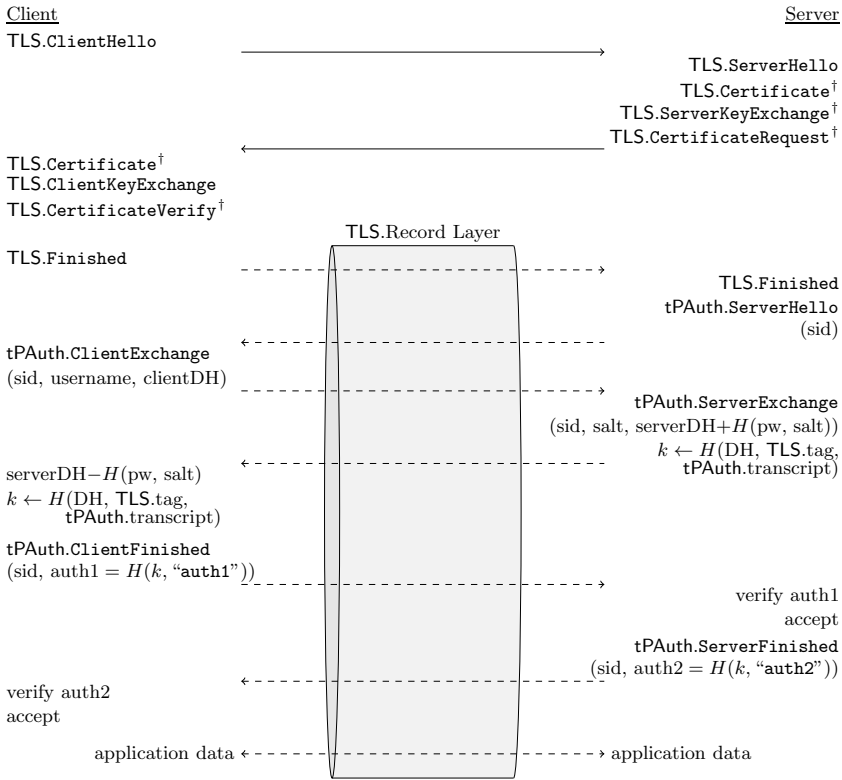 Client
Server
TLS.ClientHello
TLS.ServerHello
TLS.Certificate†
TLS.ServerKeyExchange†
TLS.CertificateRequest†
TLS.Certificate†
TLS.ClientKeyExchange
TLS.CertificateVerify†
TLS.Record Layer
TLS.Finished
TLS.Finished
tPAuth.ServerHello
(sid)
tPAuth.ClientExchange
(sid, username, clientDH)
tPAuth.ServerExchange
(sid, salt, serverDH+H(pw, salt))
k ← H(DH, TLS.tag,
tPAuth.transcript)
serverDH−H(pw, salt)
k ← H(DH, TLS.tag,
tPAuth.transcript)
tPAuth.ClientFinished
(sid, auth1 = H(k, “auth1”))
verify auth1
accept
tPAuth.ServerFinished
(sid, auth2 = H(k, “auth2”))
verify auth2
accept
application data
application data